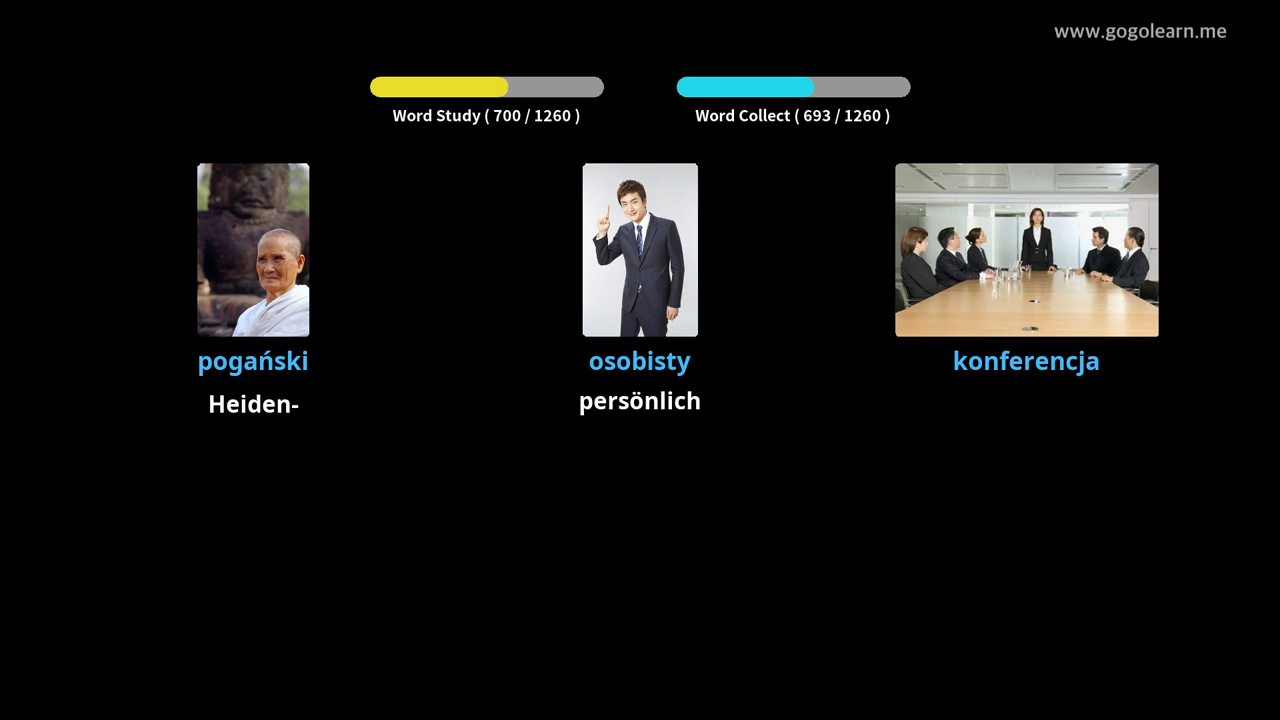 www.gogolearn.me
Word Study ( 700 / 1260 )
Word Collect ( 693 / 1260 )
pogański
osobisty
konferencja
Heiden-
persönlich